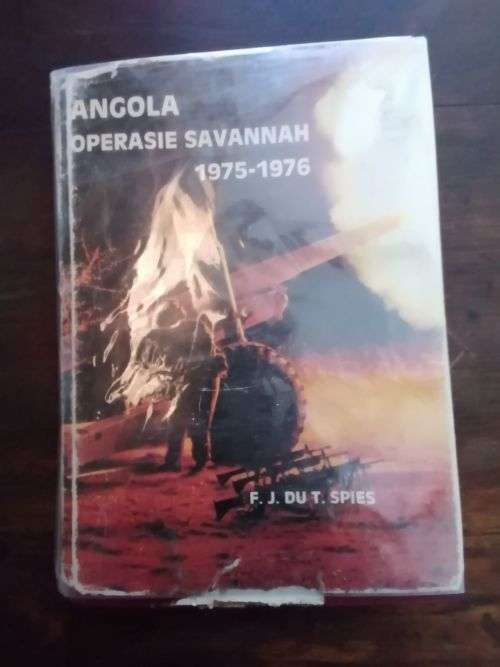 ANGOLA
OPERASIE SAVANNAH
1975-1976
F. J. DU T. SPIES